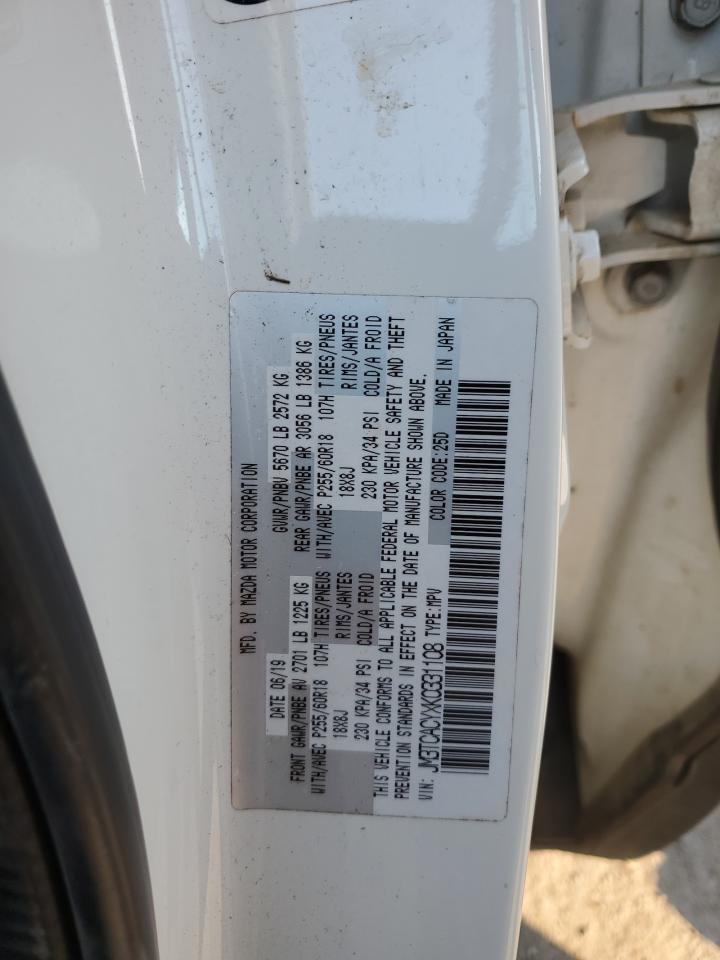 MFD. BY MAZDA MOTOR CORPORATION
DATE 06/19 GVWR/PNBV 5670 LB 2572 KG
FRONT GAWR/PNBE AV 2701 LB 1225 KG REAR GAWR/PNBE AR 3056 LB 1386 KG
WITH/AVEC P255/60R18 107H TIRES/PNEUS WITH/AVEC P255/60R18 107H TIRES/PNEUS
18X8J RIMS/JANTES 18X8J RIMS/JANTES
230 KPA/34 PSI COLD/A FROID 230 KPA/34 PSI COLD/A FROID
THIS VEHICLE CONFORMS TO ALL APPLICABLE FEDERAL MOTOR VEHICLE SAFETY AND THEFT
PREVENTION STANDARDS IN EFFECT ON THE DATE OF MANUFACTURE SHOWN ABOVE.
VIN: JM3TCACYXK0331108 TYPE:MPV COLOR CODE:25D MADE IN JAPAN